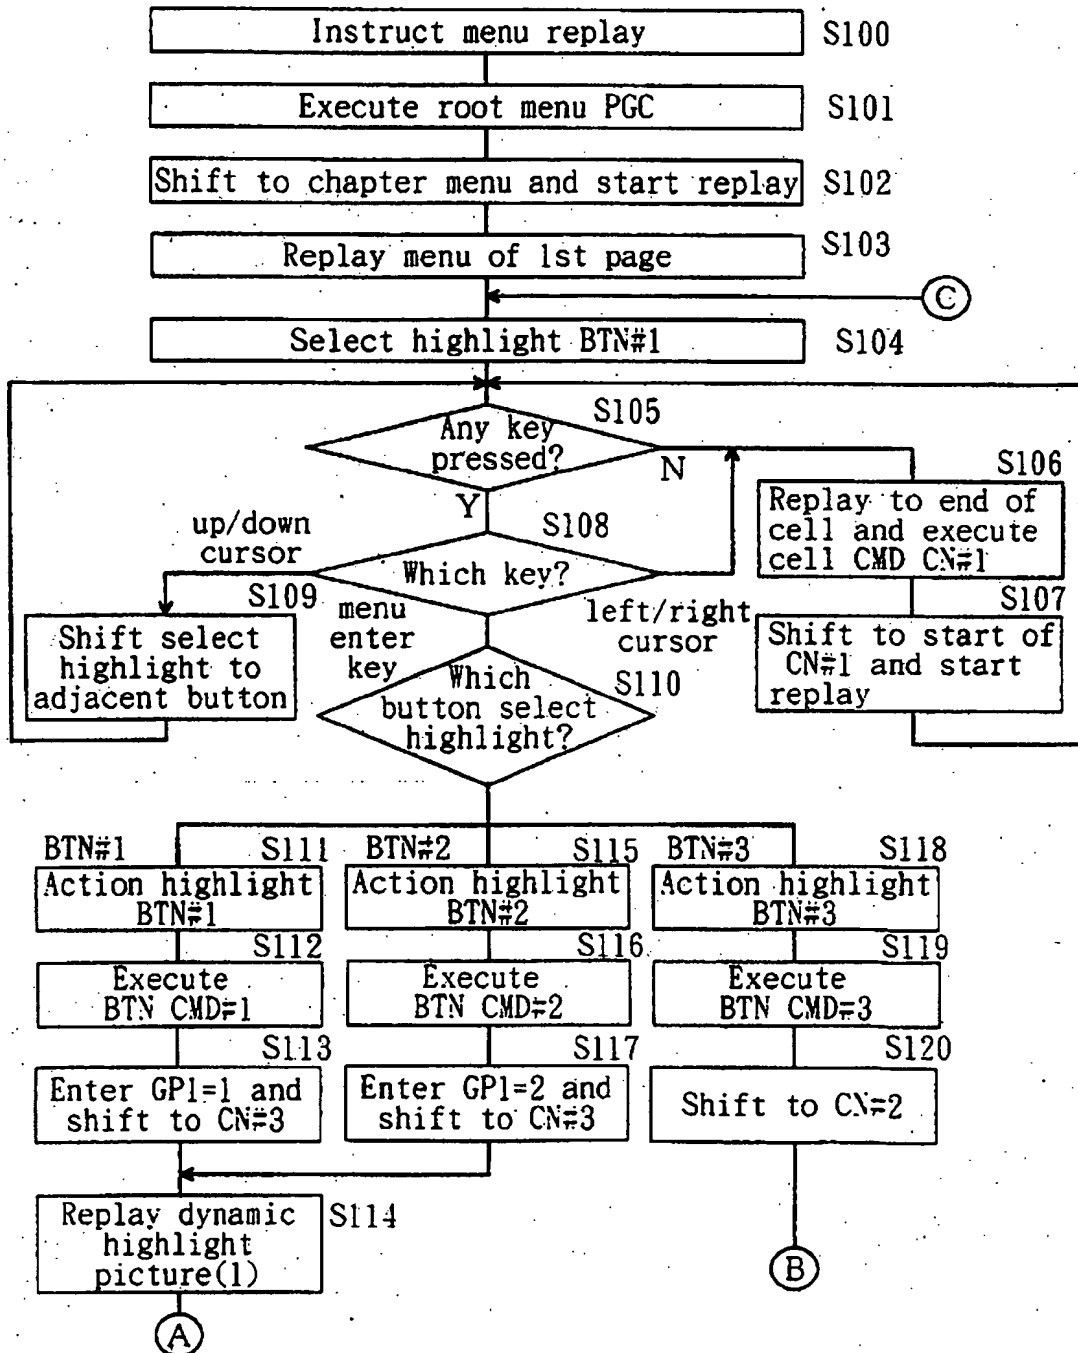 Instruct menu replay S100
Execute root menu PGC S101
Shift to chapter menu and start replay S102
Replay menu of 1st page S103
C
Select highlight BTN#1 S104
S105
Any key
pressed?
N
Y
S106
Replay to end of
cell and execute
cell CMD CN#1
S107
Shift to start of
CN#1 and start
replay
S108
Which key?
up/down
cursor
S109
Shift select
highlight to
adjacent button
menu
enter
key
left/right
cursor
S110
Which
button select
highlight?
BTN#1 S111
Action highlight
BTN#1
S112
Execute
BTN CMD#1
S113
Enter GP1=1 and
shift to CN#3
BTN#2 S115
Action highlight
BTN#2
S116
Execute
BTN CMD#2
S117
Enter GP1=2 and
shift to CN#3
BTN#3 S118
Action highlight
BTN#3
S119
Execute
BTN CMD#3
S120
Shift to CN#2
Replay dynamic
highlight
picture(1)
S114
B
A